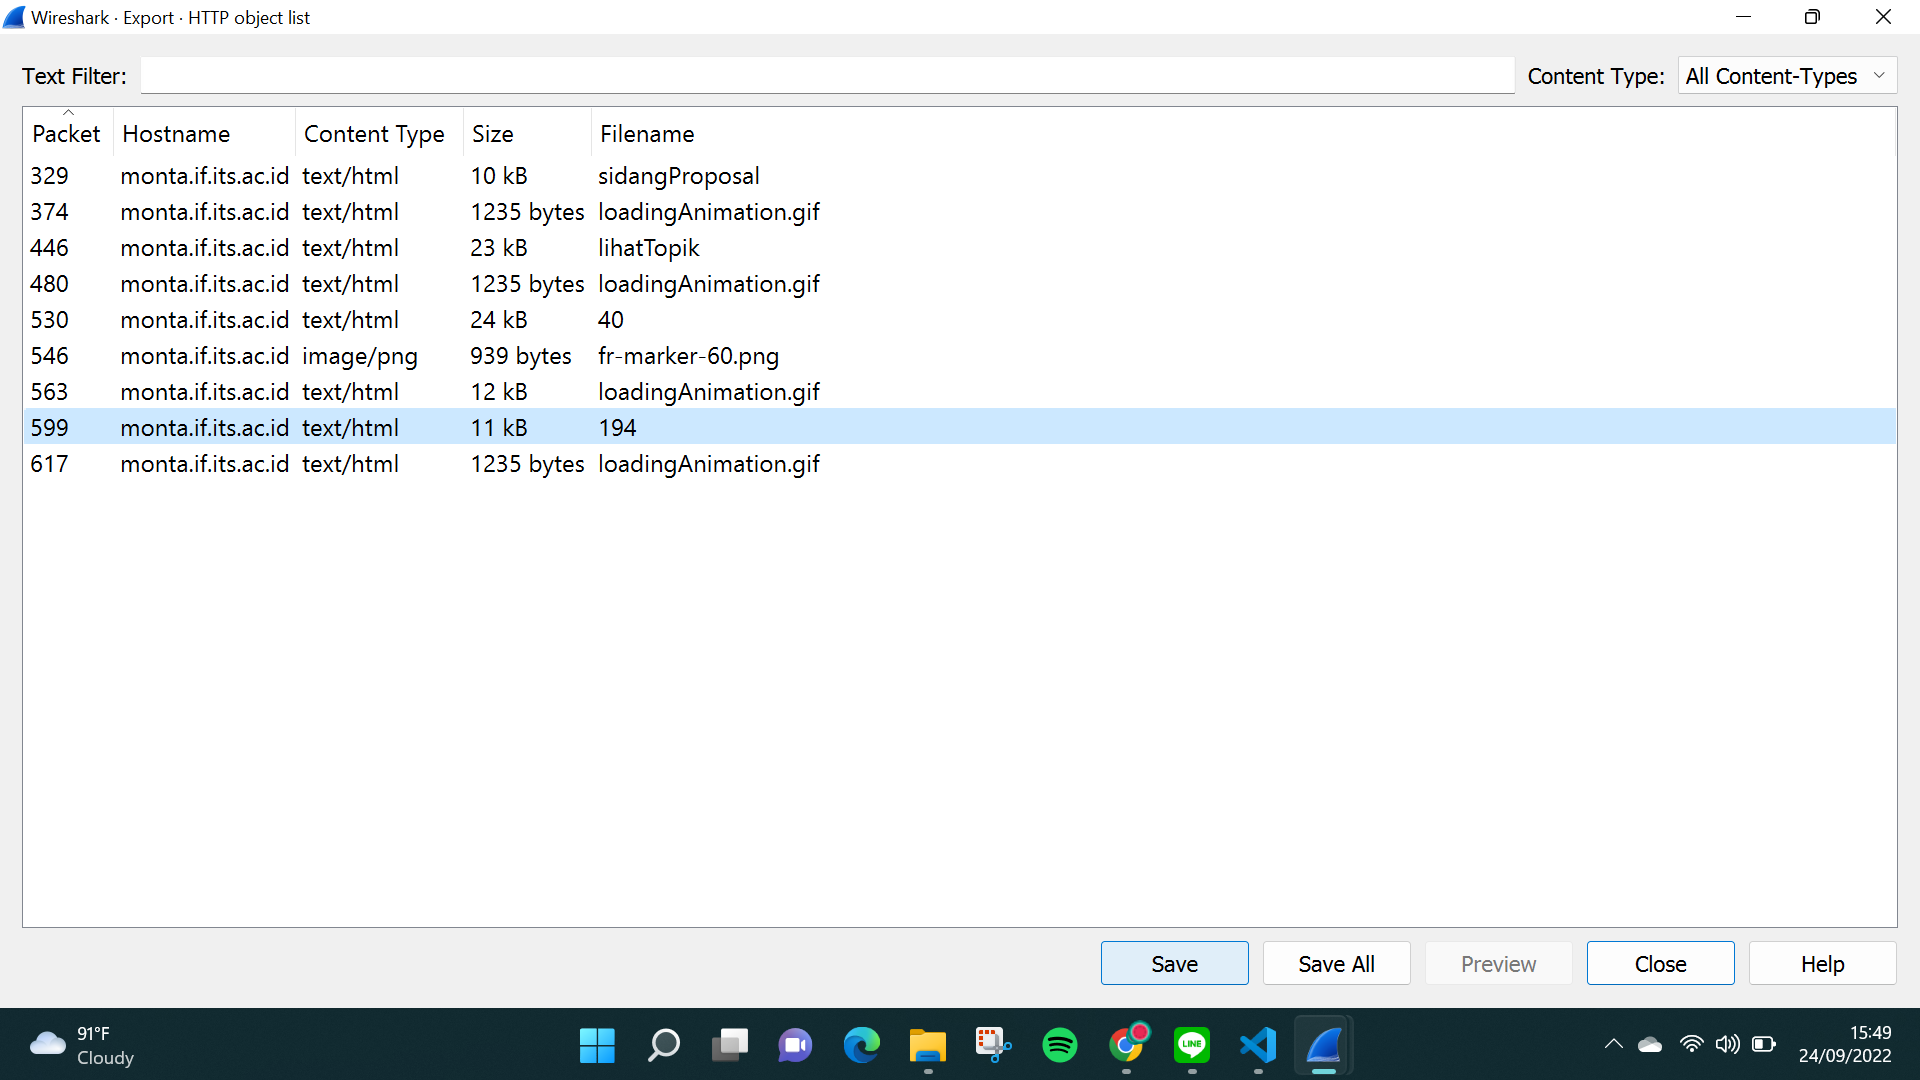 Wireshark · Export · HTTP object list
Text Filter: Content Type: All Content-Types
Packet Hostname Content Type Size Filename
329 monta.if.its.ac.id text/html 10 kB sidangProposal
374 monta.if.its.ac.id text/html 1235 bytes loadingAnimation.gif
446 monta.if.its.ac.id text/html 23 kB lihatTopik
480 monta.if.its.ac.id text/html 1235 bytes loadingAnimation.gif
530 monta.if.its.ac.id text/html 24 kB 40
546 monta.if.its.ac.id image/png 939 bytes fr-marker-60.png
563 monta.if.its.ac.id text/html 12 kB loadingAnimation.gif
599 monta.if.its.ac.id text/html 11 kB 194
617 monta.if.its.ac.id text/html 1235 bytes loadingAnimation.gif
Save Save All Preview Close Help
91°F
Cloudy
LINE
15:49
24/09/2022